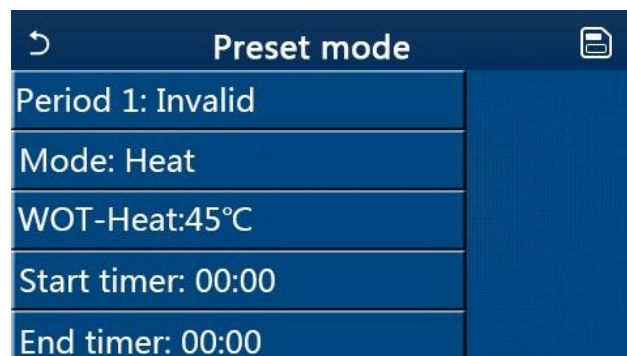 Preset mode
Period 1: Invalid
Mode: Heat
WOT-Heat:45℃
Start timer: 00:00
End timer: 00:00